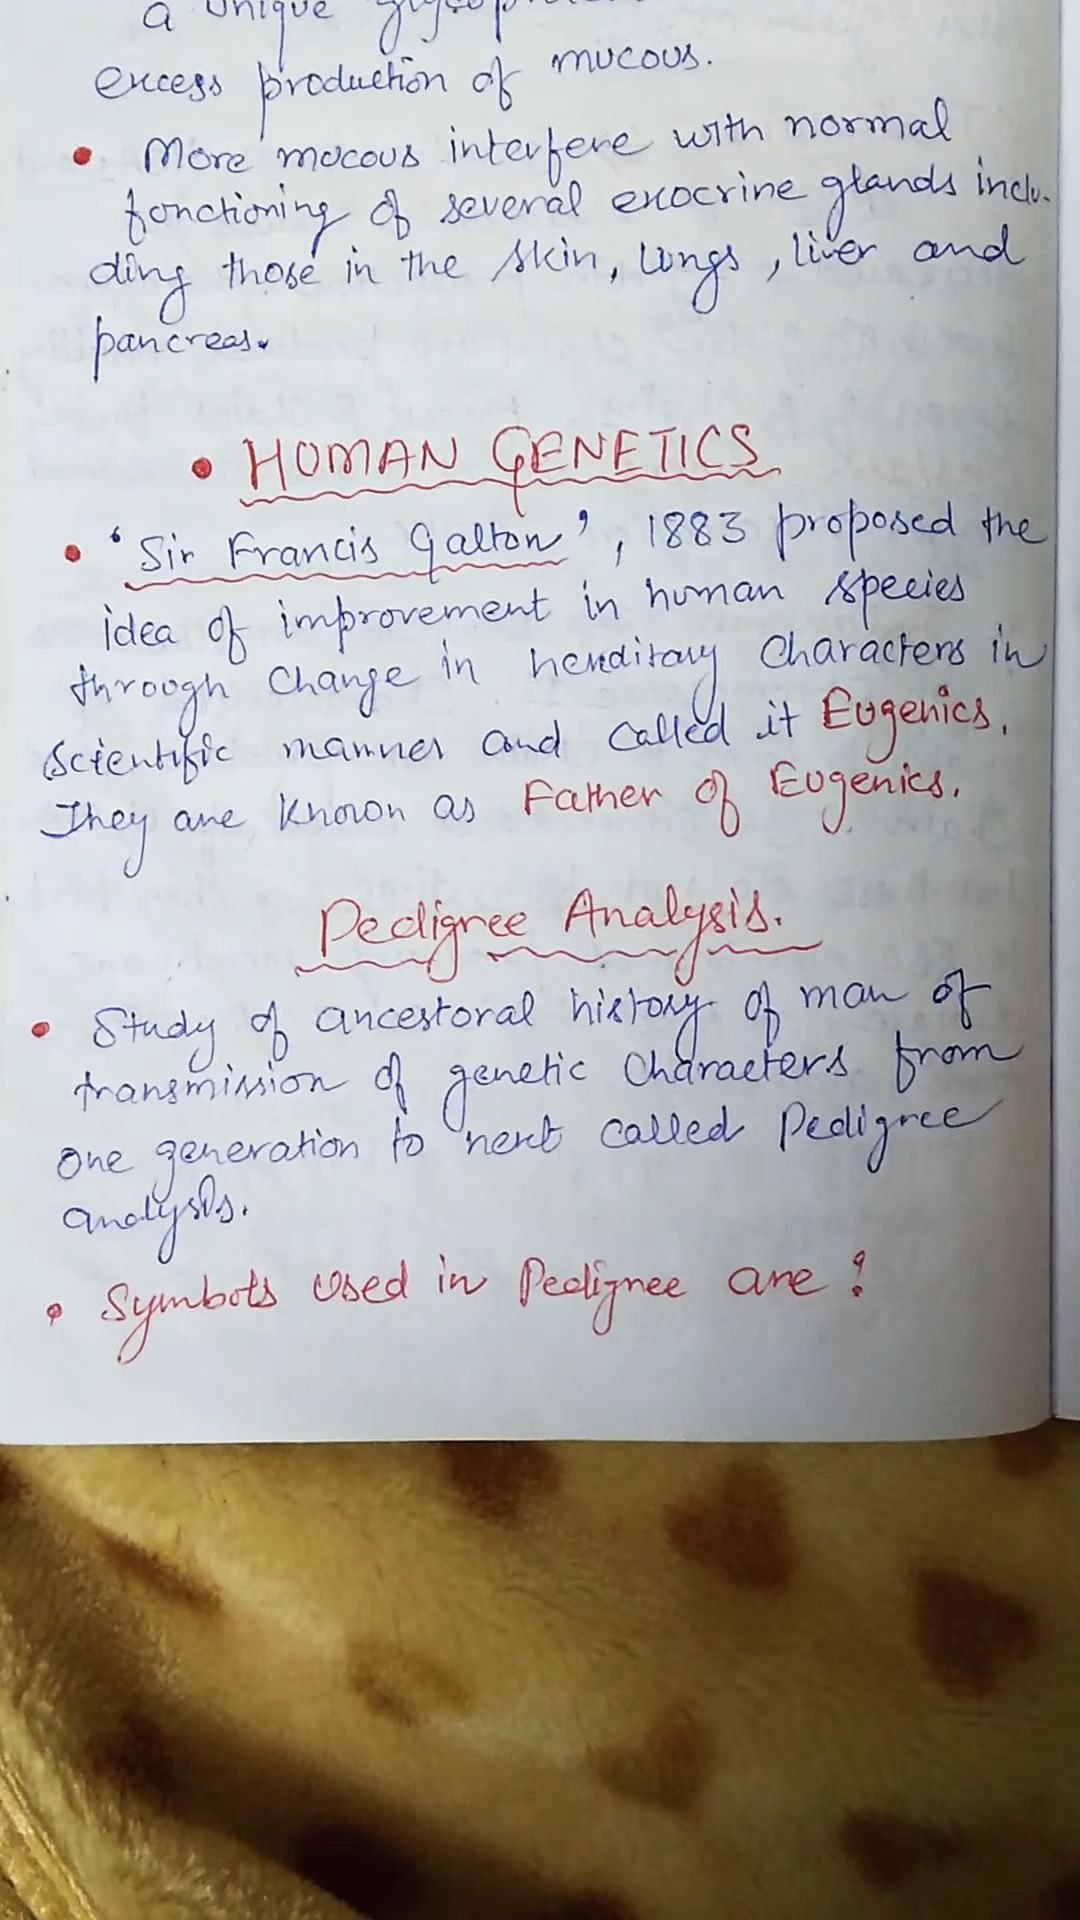 a unique
excess production of mucous.
• More mucous interfere with normal
functioning of several exocrine glands inclu-
ding those in the skin, lungs, liver and
pancreas.
• HUMAN GENETICS
• 'Sir Francis Galton', 1883 proposed the
idea of improvement in human species
through change in hereditary characters in
scientific manner and called it Eugenics.
They are known as Father of Eugenics.
Pedigree Analysis.
• Study of ancestoral history of man of
transmission of genetic characters from
one generation to next called Pedigree
analysis.
• Symbols used in Pedigree are :